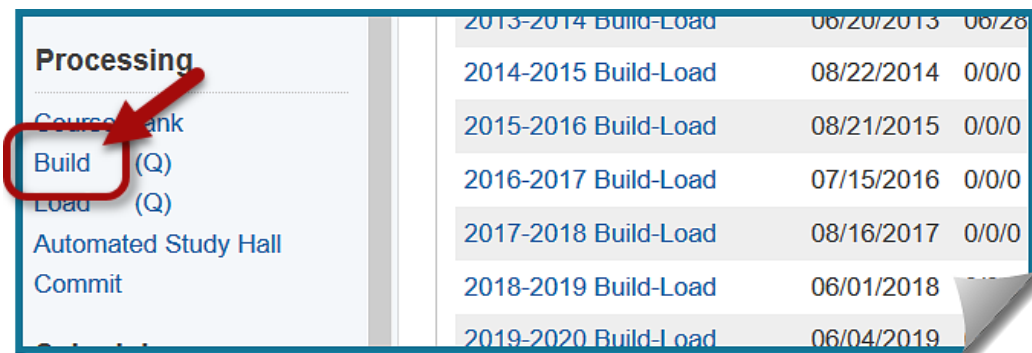 Processing
Course
Build (Q)
Load (Q)
Automated Study Hall
Commit
2013-2014 Build-Load 06/20/2013 06/28
2014-2015 Build-Load 08/22/2014 0/0/0
2015-2016 Build-Load 08/21/2015 0/0/0
2016-2017 Build-Load 07/15/2016 0/0/0
2017-2018 Build-Load 08/16/2017 0/0/0
2018-2019 Build-Load 06/01/2018
2019-2020 Build-Load 06/04/2019